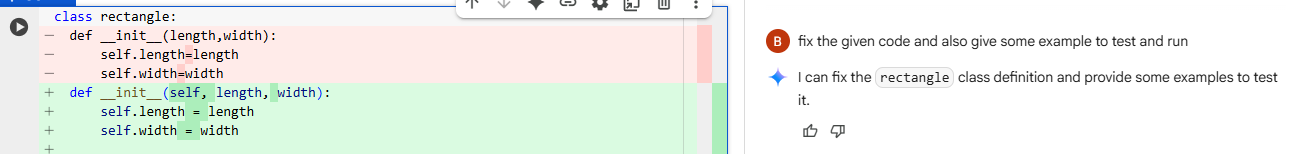 class rectangle:
- def __init__(length,width):
-     self.length=length
-     self.width=width
+ def __init__(self, length, width):
+     self.length = length
+     self.width = width
+
B fix the given code and also give some example to test and run
I can fix the rectangle class definition and provide some examples to test
it.